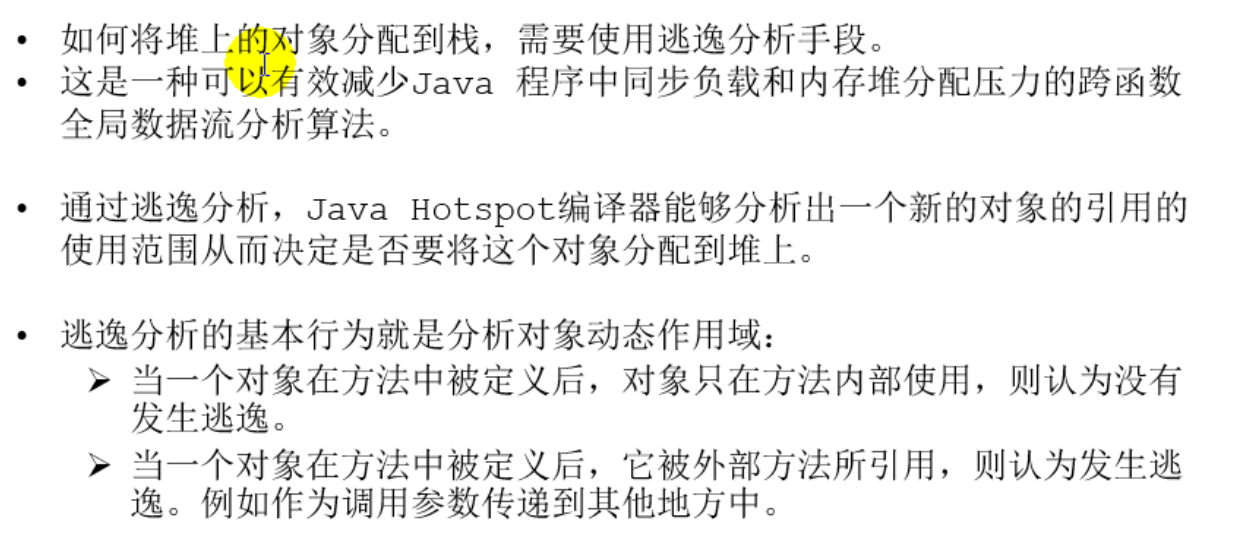 • 如何将堆上的对象分配到栈，需要使用逃逸分析手段。
• 这是一种可以有效减少Java 程序中同步负载和内存堆分配压力的跨函数
全局数据流分析算法。
• 通过逃逸分析，Java Hotspot编译器能够分析出一个新的对象的引用的
使用范围从而决定是否要将这个对象分配到堆上。
• 逃逸分析的基本行为就是分析对象动态作用域：
➢ 当一个对象在方法中被定义后，对象只在方法内部使用，则认为没有
发生逃逸。
➢ 当一个对象在方法中被定义后，它被外部方法所引用，则认为发生逃
逸。例如作为调用参数传递到其他地方中。